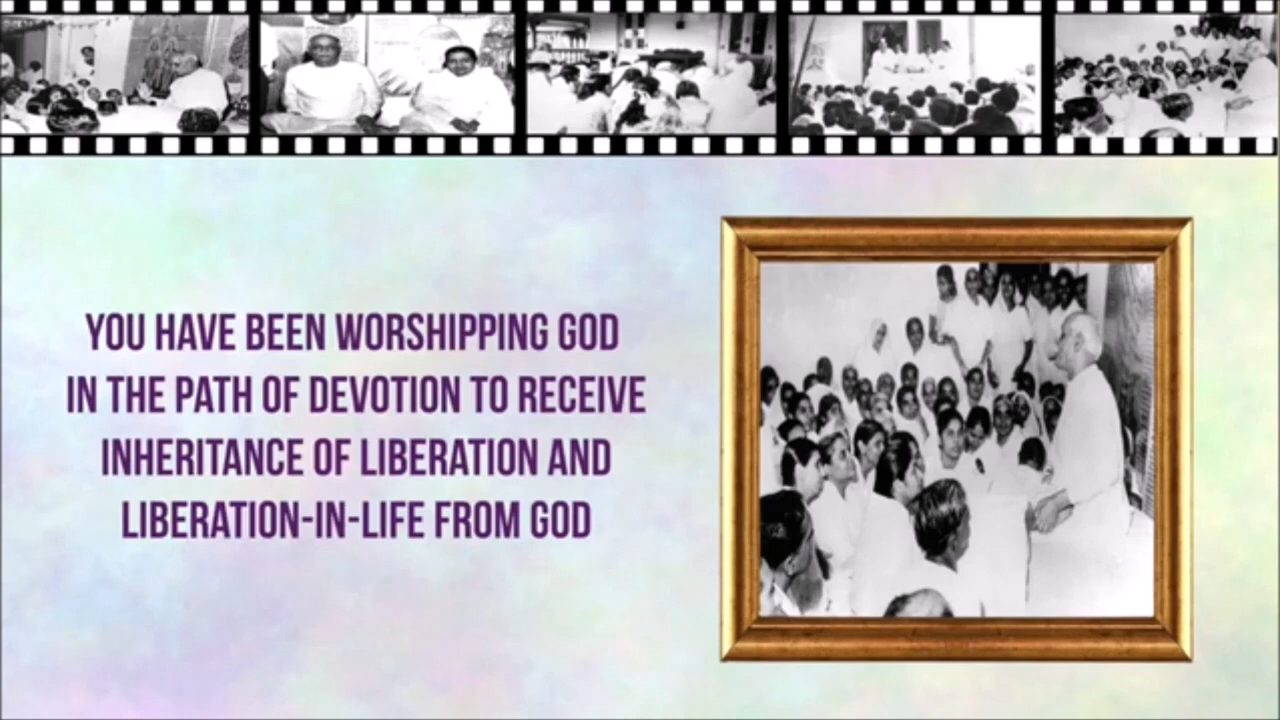 YOU HAVE BEEN WORSHIPPING GOD
IN THE PATH OF DEVOTION TO RECEIVE
INHERITANCE OF LIBERATION AND
LIBERATION-IN-LIFE FROM GOD